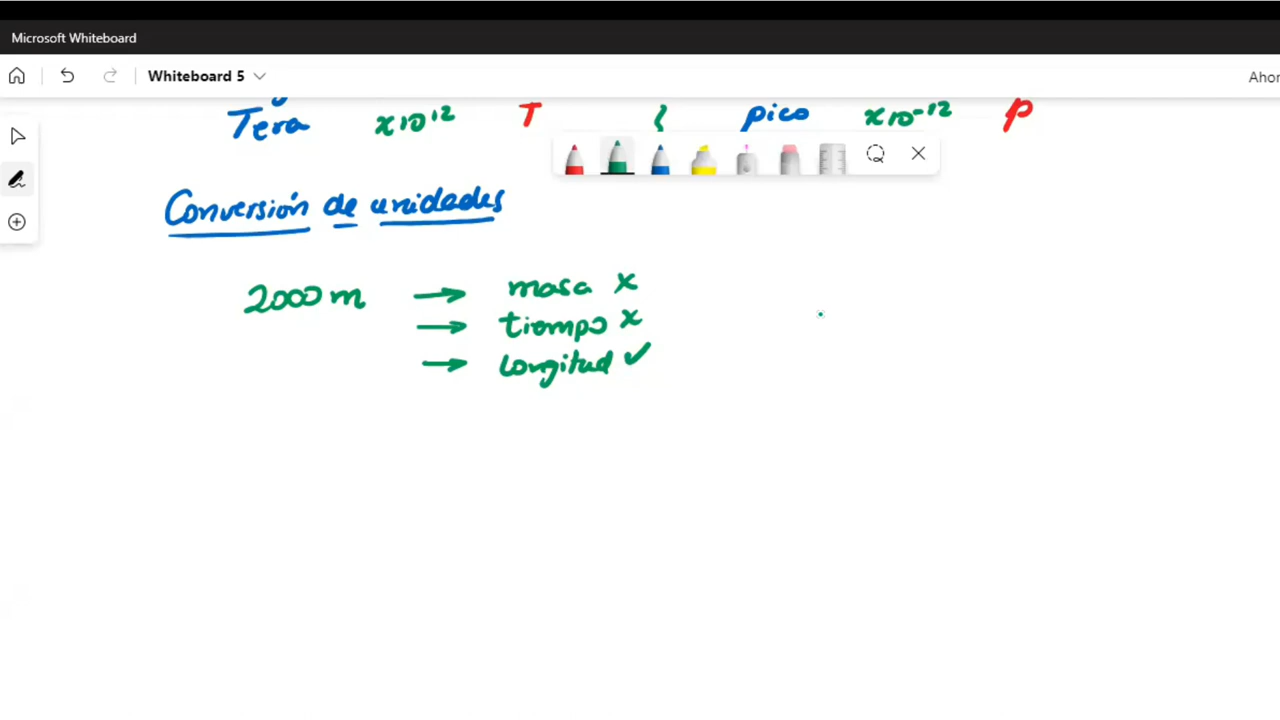 Microsoft Whiteboard
Whiteboard 5
Ahor
Tera x10¹² T pico x10⁻¹² p
Conversión de unidades
2000 m → masa x
→ tiempo x
→ longitud ✓